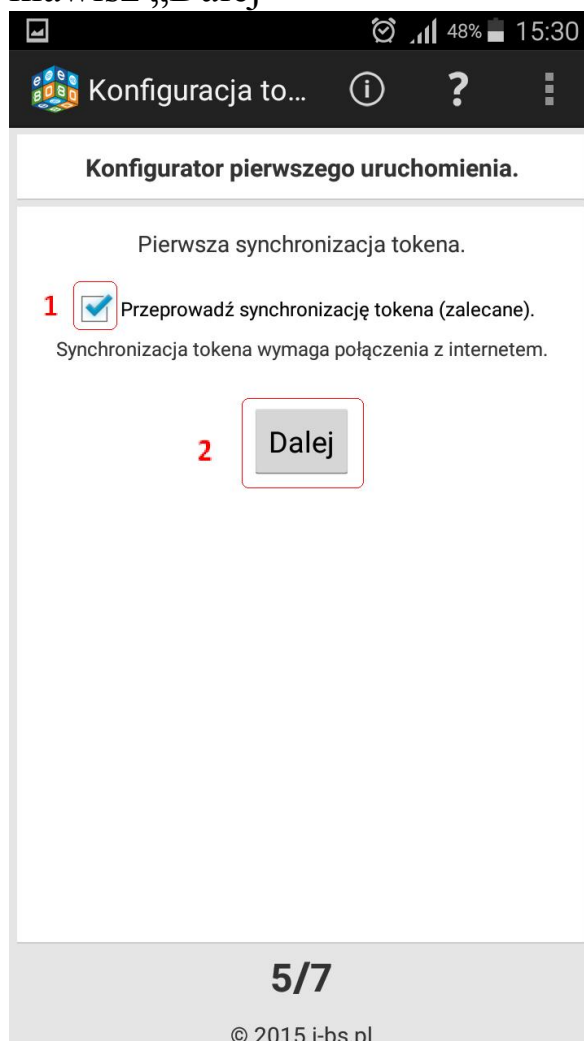 „Dalej
48% 15:30
Konfiguracja to...
Konfigurator pierwszego uruchomienia.
Pierwsza synchronizacja tokena.
1 Przeprowadź synchronizację tokena (zalecane).
Synchronizacja tokena wymaga połączenia z internetem.
2 Dalej
5/7
© 2015 i-bs.pl